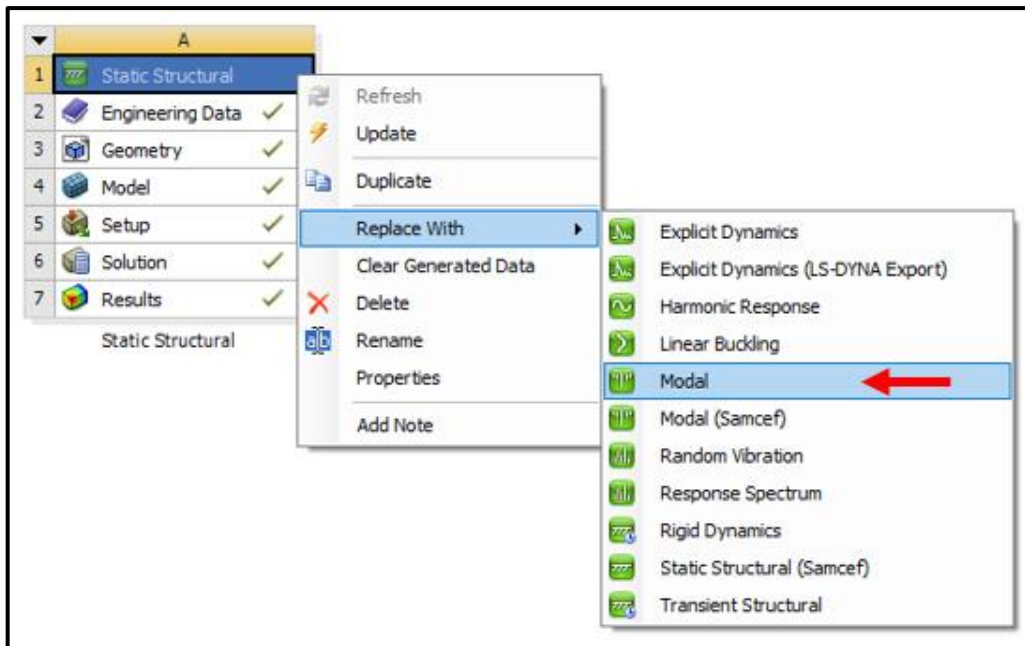 A
1 Static Structural
2 Engineering Data
3 Geometry
4 Model
5 Setup
6 Solution
7 Results
Static Structural
Refresh
Update
Duplicate
Replace With
Clear Generated Data
Delete
Rename
Properties
Add Note
Explicit Dynamics
Explicit Dynamics (LS-DYNA Export)
Harmonic Response
Linear Buckling
Modal
Modal (Samcef)
Random Vibration
Response Spectrum
Rigid Dynamics
Static Structural (Samcef)
Transient Structural